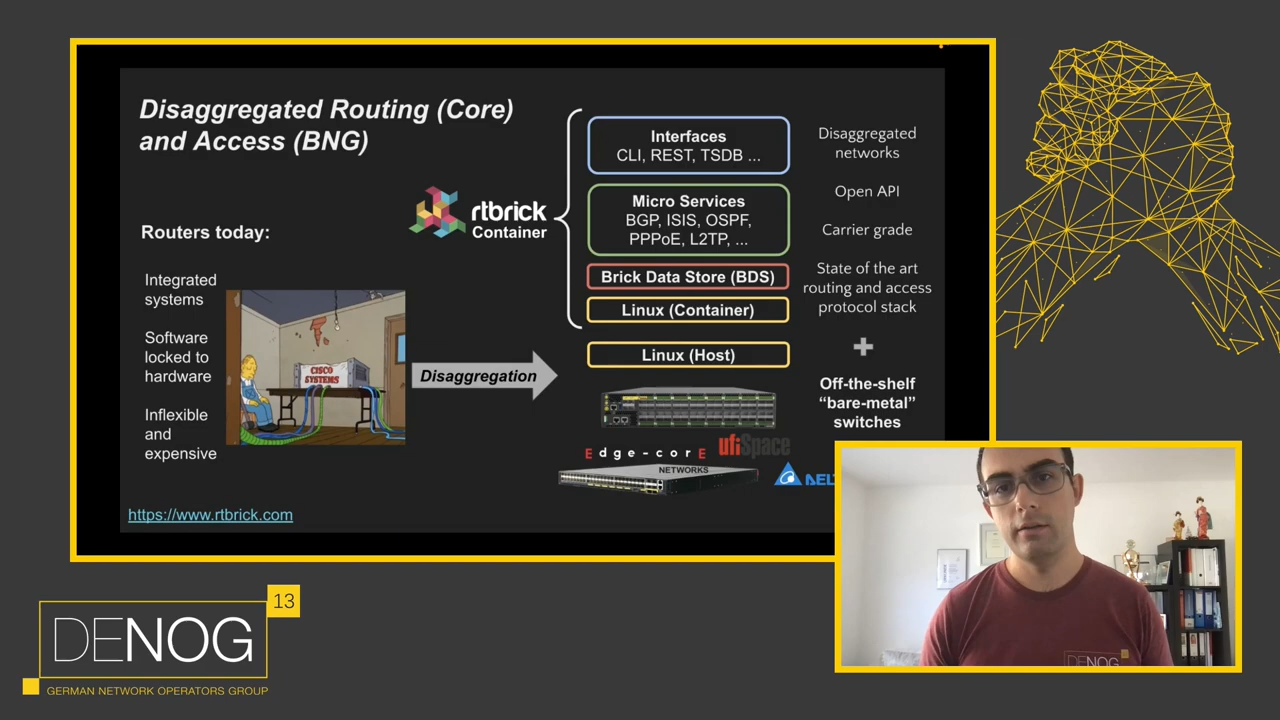 Disaggregated Routing (Core)
and Access (BNG)
Routers today:
Integrated
systems
Software
locked to
hardware
Inflexible
and
expensive
CISCO
SYSTEMS
Disaggregation
rtbrick
Container
Interfaces
CLI, REST, TSDB ...
Micro Services
BGP, ISIS, OSPF,
PPPoE, L2TP, ...
Brick Data Store (BDS)
Linux (Container)
Linux (Host)
Edge-corE
NETWORKS
ufiSpace
Disaggregated
networks
Open API
Carrier grade
State of the art
routing and access
protocol stack
+
Off-the-shelf
“bare-metal”
switches
https://www.rtbrick.com
DENOG
13
GERMAN NETWORK OPERATORS GROUP
DENOG